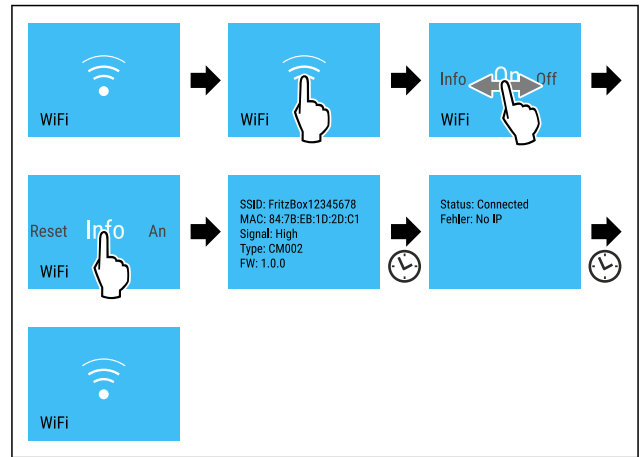 WiFi
WiFi
Info On Off
WiFi
Reset Info An
WiFi
SSID: FritzBox12345678
MAC: 84:7B:EB:1D:2D:C1
Signal: High
Type: CM002
FW: 1.0.0
Status: Connected
Fehler: No IP
WiFi